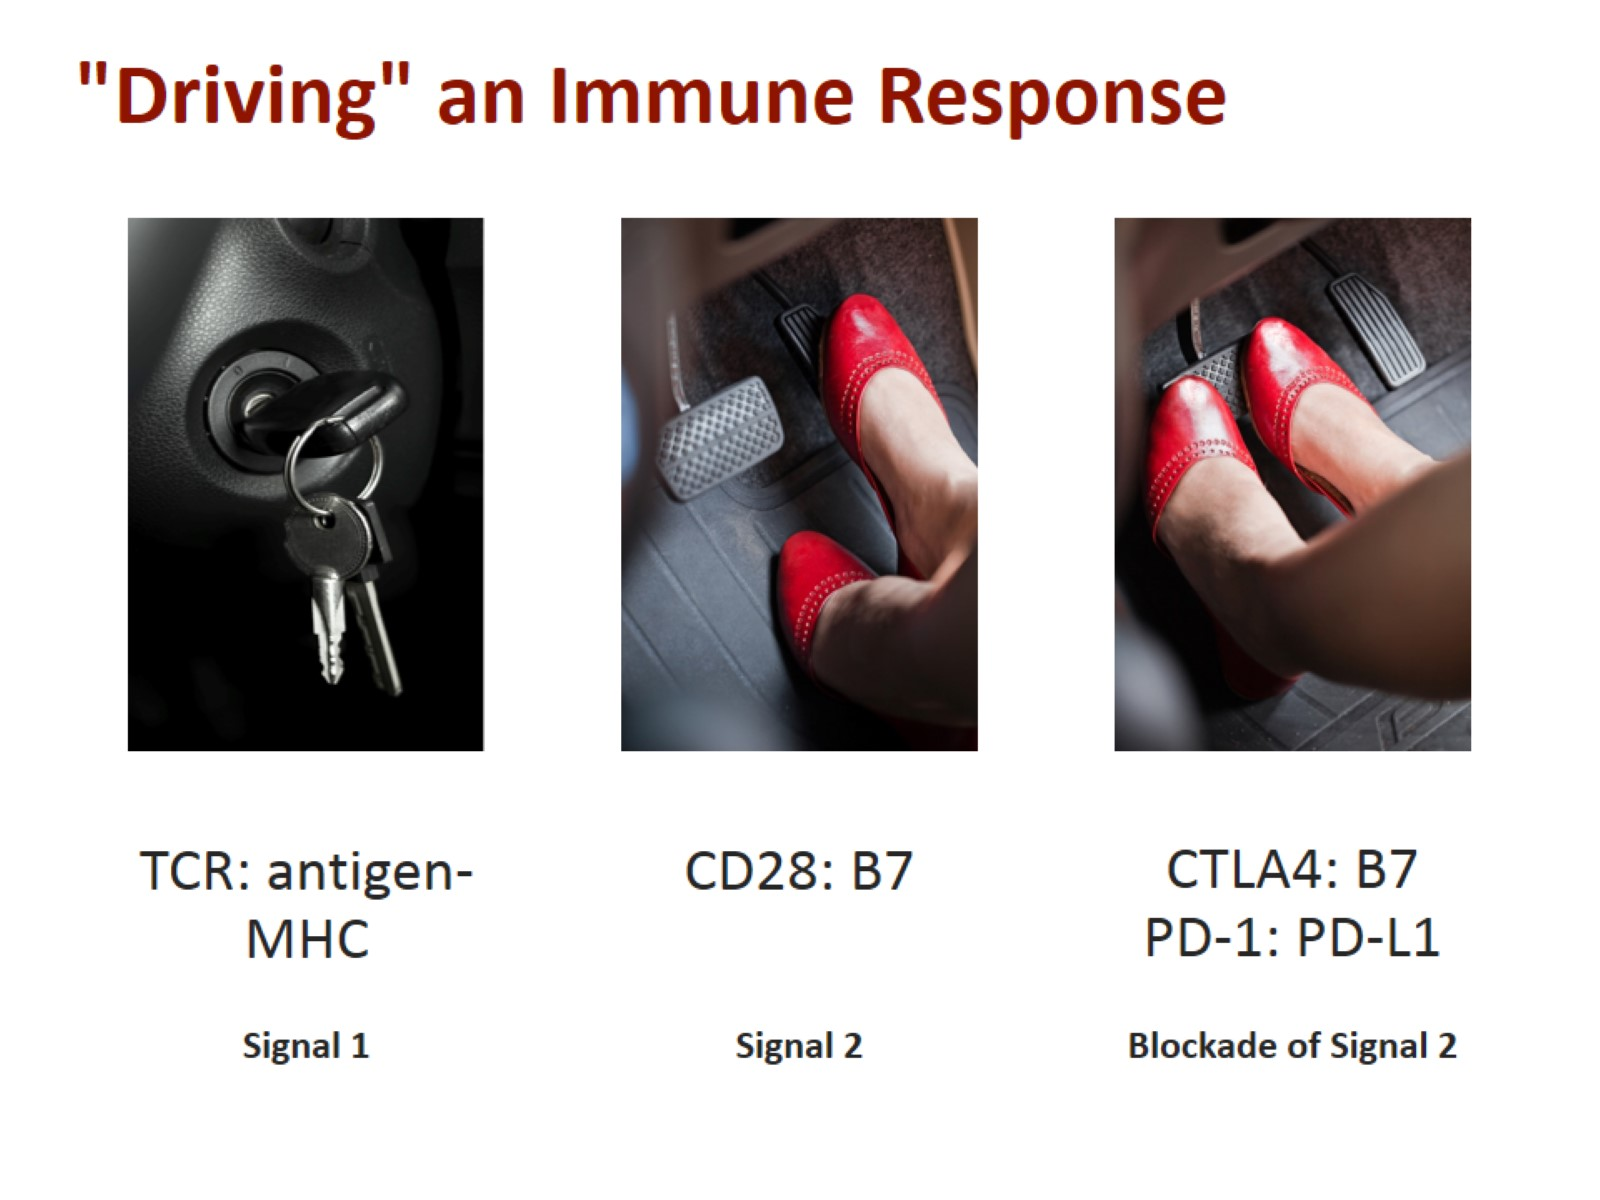 "Driving" an Immune Response
TCR: antigen-
MHC
Signal 1
CD28: B7
Signal 2
CTLA4: B7
PD-1: PD-L1
Blockade of Signal 2